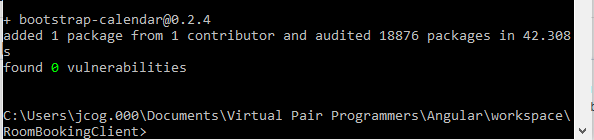 + bootstrap-calendar@0.2.4
added 1 package from 1 contributor and audited 18876 packages in 42.308
s
found 0 vulnerabilities
C:\Users\jcog.000\Documents\Virtual Pair Programmers\Angular\workspace\
RoomBookingClient>